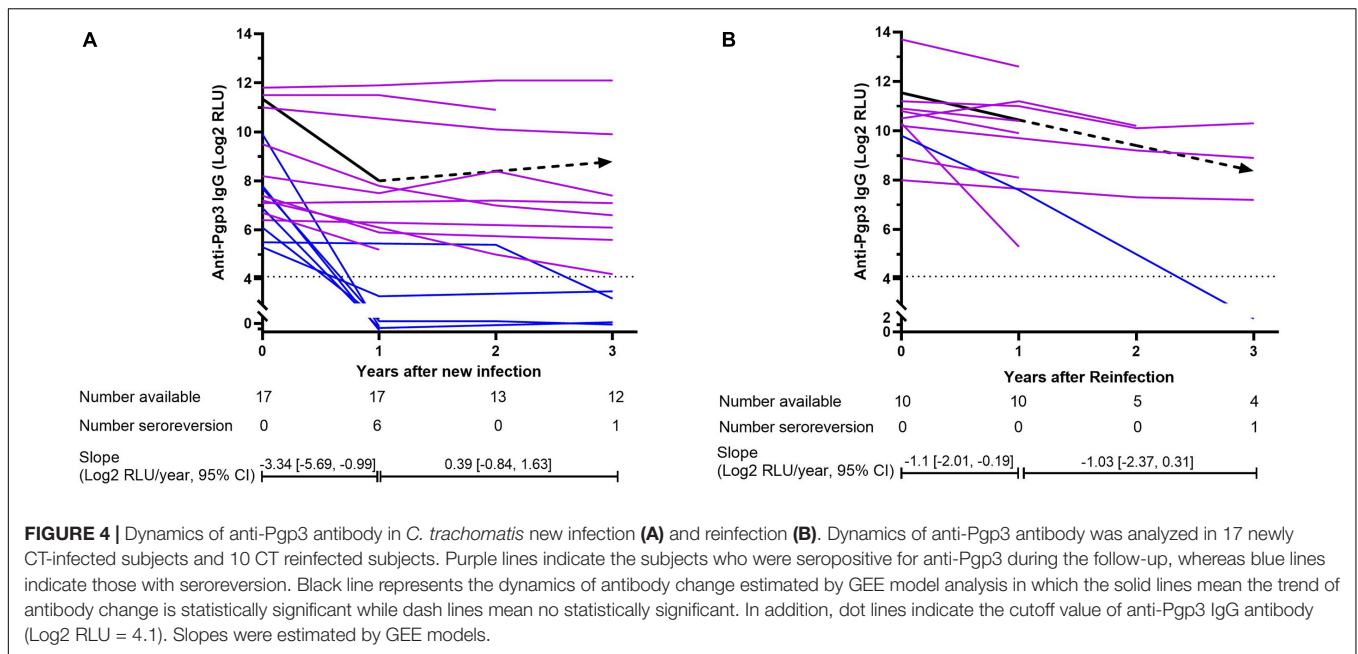 A
Anti-Pgp3 IgG (Log2 RLU)
14
12
10
8
6
4
0
0 1 2 3
Years after new infection
Number available 17 17 13 12
Number seroreversion 0 6 0 1
Slope
(Log2 RLU/year, 95% CI) -3.34 [-5.69, -0.99] 0.39 [-0.84, 1.63]
B
Anti-Pgp3 IgG (Log2 RLU)
14
12
10
8
6
4
2
0
0 1 2 3
Years after Reinfection
Number available 10 10 5 4
Number seroreversion 0 0 0 1
Slope
(Log2 RLU/year, 95% CI) -1.1 [-2.01, -0.19] -1.03 [-2.37, 0.31]
FIGURE 4 | Dynamics of anti-Pgp3 antibody in C. trachomatis new infection (A) and reinfection (B). Dynamics of anti-Pgp3 antibody was analyzed in 17 newly
CT-infected subjects and 10 CT reinfected subjects. Purple lines indicate the subjects who were seropositive for anti-Pgp3 during the follow-up, whereas blue lines
indicate those with seroreversion. Black line represents the dynamics of antibody change estimated by GEE model analysis in which the solid lines mean the trend of
antibody change is statistically significant while dash lines mean no statistically significant. In addition, dot lines indicate the cutoff value of anti-Pgp3 IgG antibody
(Log2 RLU = 4.1). Slopes were estimated by GEE models.